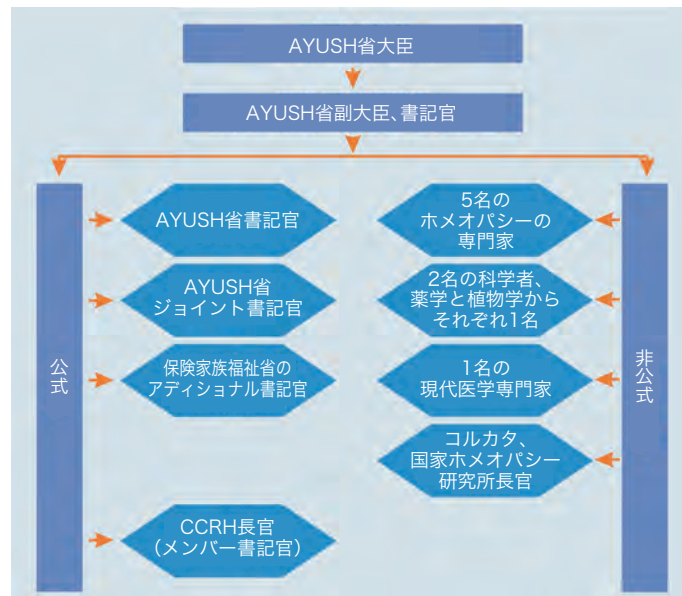 AYUSH省大臣
AYUSH省副大臣、書記官
公式
AYUSH省書記官
AYUSH省
ジョイント書記官
保険家族福祉省の
アディショナル書記官
CCRH長官
（メンバー書記官）
5名の
ホメオパシーの
専門家
2名の科学者、
薬学と植物学から
それぞれ1名
1名の
現代医学専門家
コルカタ、
国家ホメオパシー
研究所長官
非公式